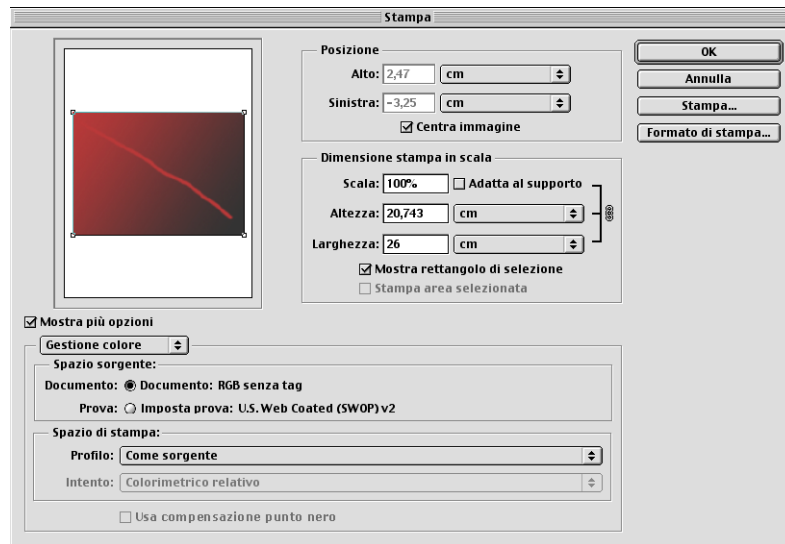 Stampa
Posizione
Alto: 2,47 cm
Sinistra: -3,25 cm
Centra immagine
Dimensione stampa in scala
Scala: 100% Adatta al supporto
Altezza: 20,743 cm
Larghezza: 26 cm
Mostra rettangolo di selezione
Stampa area selezionata
OK
Annulla
Stampa...
Formato di stampa...
Mostra più opzioni
Gestione colore
Spazio sorgente:
Documento: Documento: RGB senza tag
Prova: Imposta prova: U.S. Web Coated (SWOP) v2
Spazio di stampa:
Profilo: Come sorgente
Intento: Colorimetrico relativo
Usa compensazione punto nero